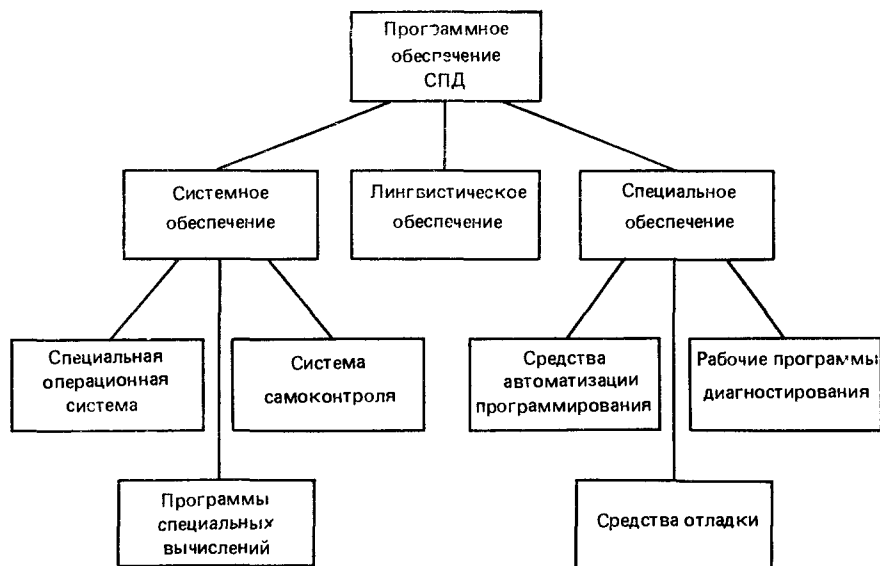 Программное
обеспечение
СПД
Системное
обеспечение
Лингвистическое
обеспечение
Специальное
обеспечение
Специальная
операционная
система
Система
самоконтроля
Средства
автоматизации
программирования
Рабочие программы
диагностирования
Программы
специальных
вычислений
Средства отладки